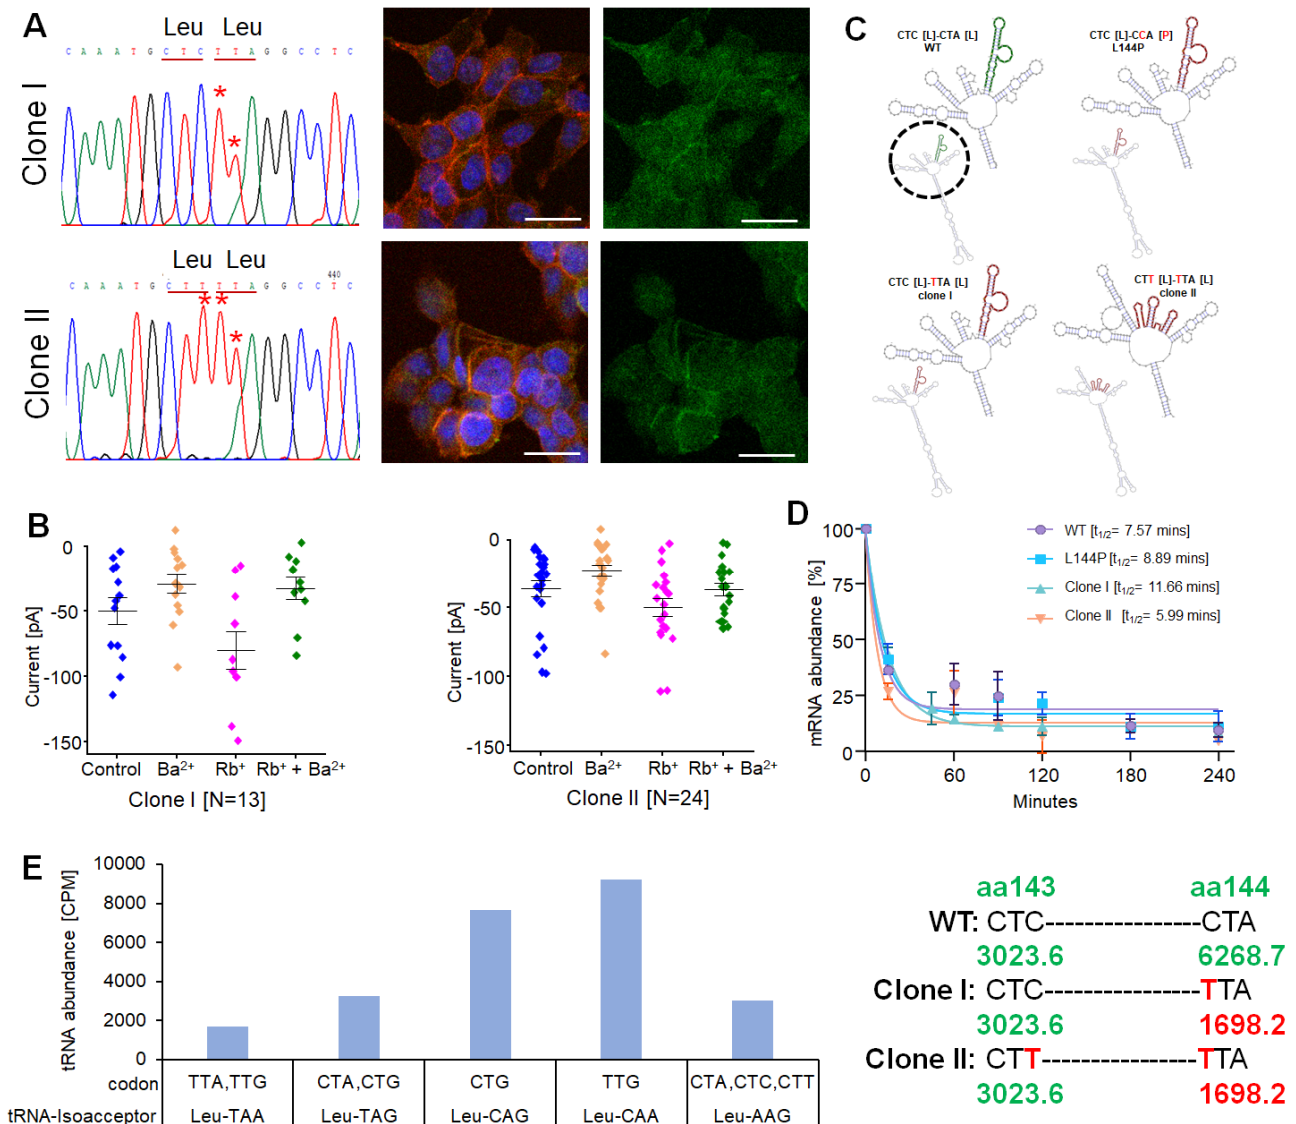 A
Leu Leu
C A A A T G C T C T T A G G C C T C
Clone I
Leu Leu
440
C A A A T G C T T T T A G G C C T C
Clone II
C
CTC [L]-CTA [L]
WT
CTC [L]-CCA [P]
L144P
CTC [L]-TTA [L]
clone I
CTT [L]-TTA [L]
clone II
B
Current [pA]
0
-50
-100
-150
Control Ba²⁺ Rb⁺ Rb⁺ + Ba²⁺
Clone I [N=13]
Current [pA]
0
-50
-100
-150
Control Ba²⁺ Rb⁺ Rb⁺ + Ba²⁺
Clone II [N=24]
D
mRNA abundance [%]
100
75
50
25
0
0 60 120 180 240
Minutes
WT [t1/2= 7.57 mins]
L144P [t1/2= 8.89 mins]
Clone I [t1/2= 11.66 mins]
Clone II [t1/2= 5.99 mins]
E
tRNA abundance [CPM]
10000
8000
6000
4000
2000
0
codon TTA,TTG CTA,CTG CTG TTG CTA,CTC,CTT
tRNA-Isoacceptor Leu-TAA Leu-TAG Leu-CAG Leu-CAA Leu-AAG
aa143 aa144
WT: CTC-----------------CTA
3023.6 6268.7
Clone I: CTC-----------------TTA
3023.6 1698.2
Clone II: CTT-----------------TTA
3023.6 1698.2